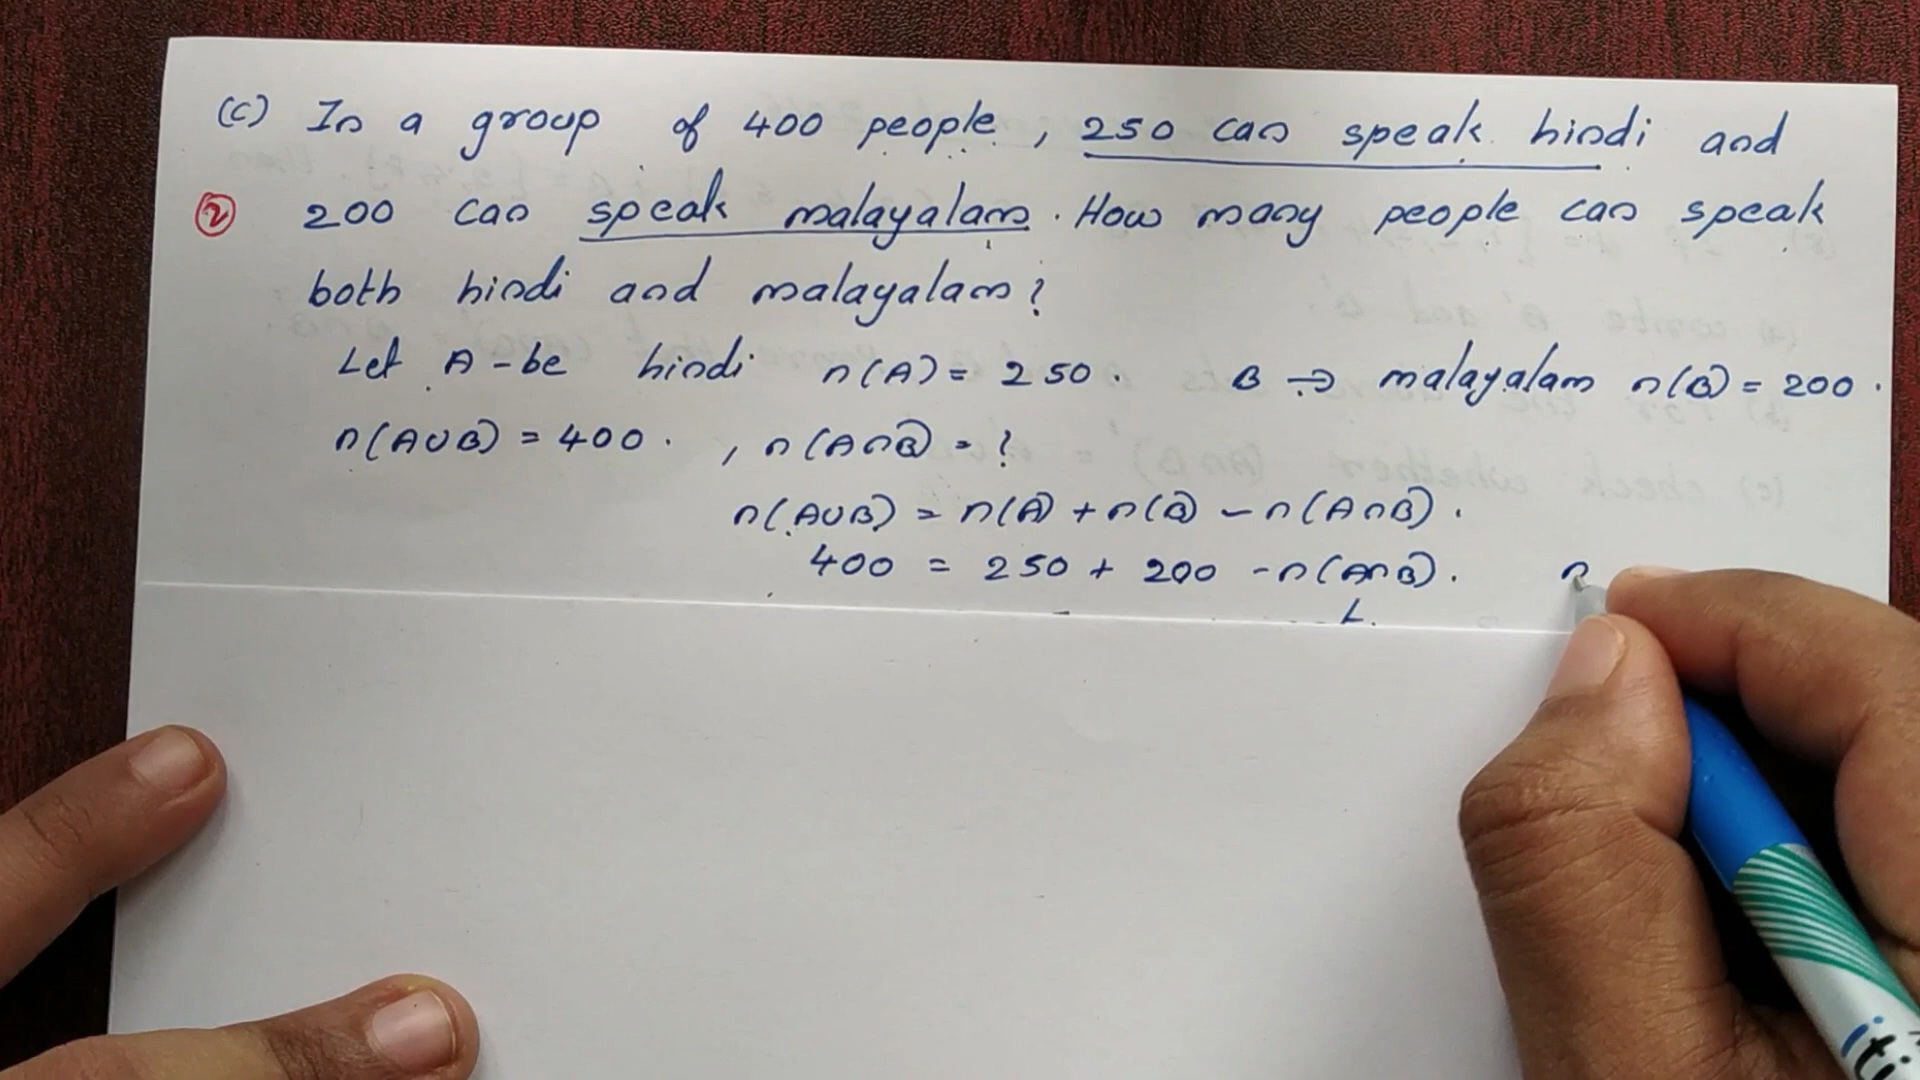 (c) In a group of 400 people, 250 can speak hindi and
② 200 can speak malayalam. How many people can speak
both hindi and malayalam?
Let A - be hindi n(A) = 250. B → malayalam n(B) = 200.
n(A∪B) = 400. , n(A∩B) = ?
n(A∪B) = n(A) + n(B) - n(A∩B).
400 = 250 + 200 - n(A∩B). n